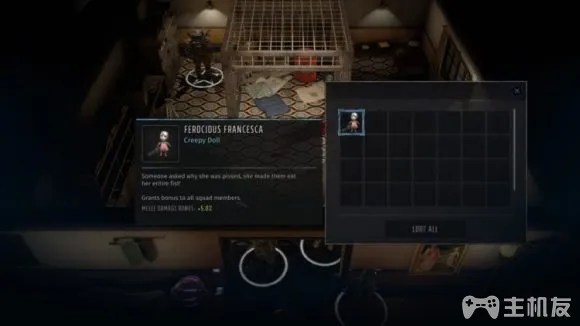 FEROCIOUS FRANCESCA
Creepy Doll
Someone asked why she was pissed, she made them eat
her entire fist!
Grants bonus to all squad members.
MELEE DAMAGE BONUS: +5.02
LOOT ALL
主机友